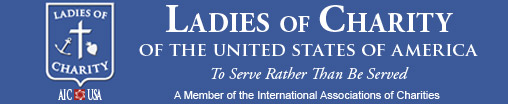 LADIES OF
CHARITY
AIC USA
LADIES OF CHARITY
OF THE UNITED STATES OF AMERICA
To Serve Rather Than Be Served
A Member of the International Associations of Charities